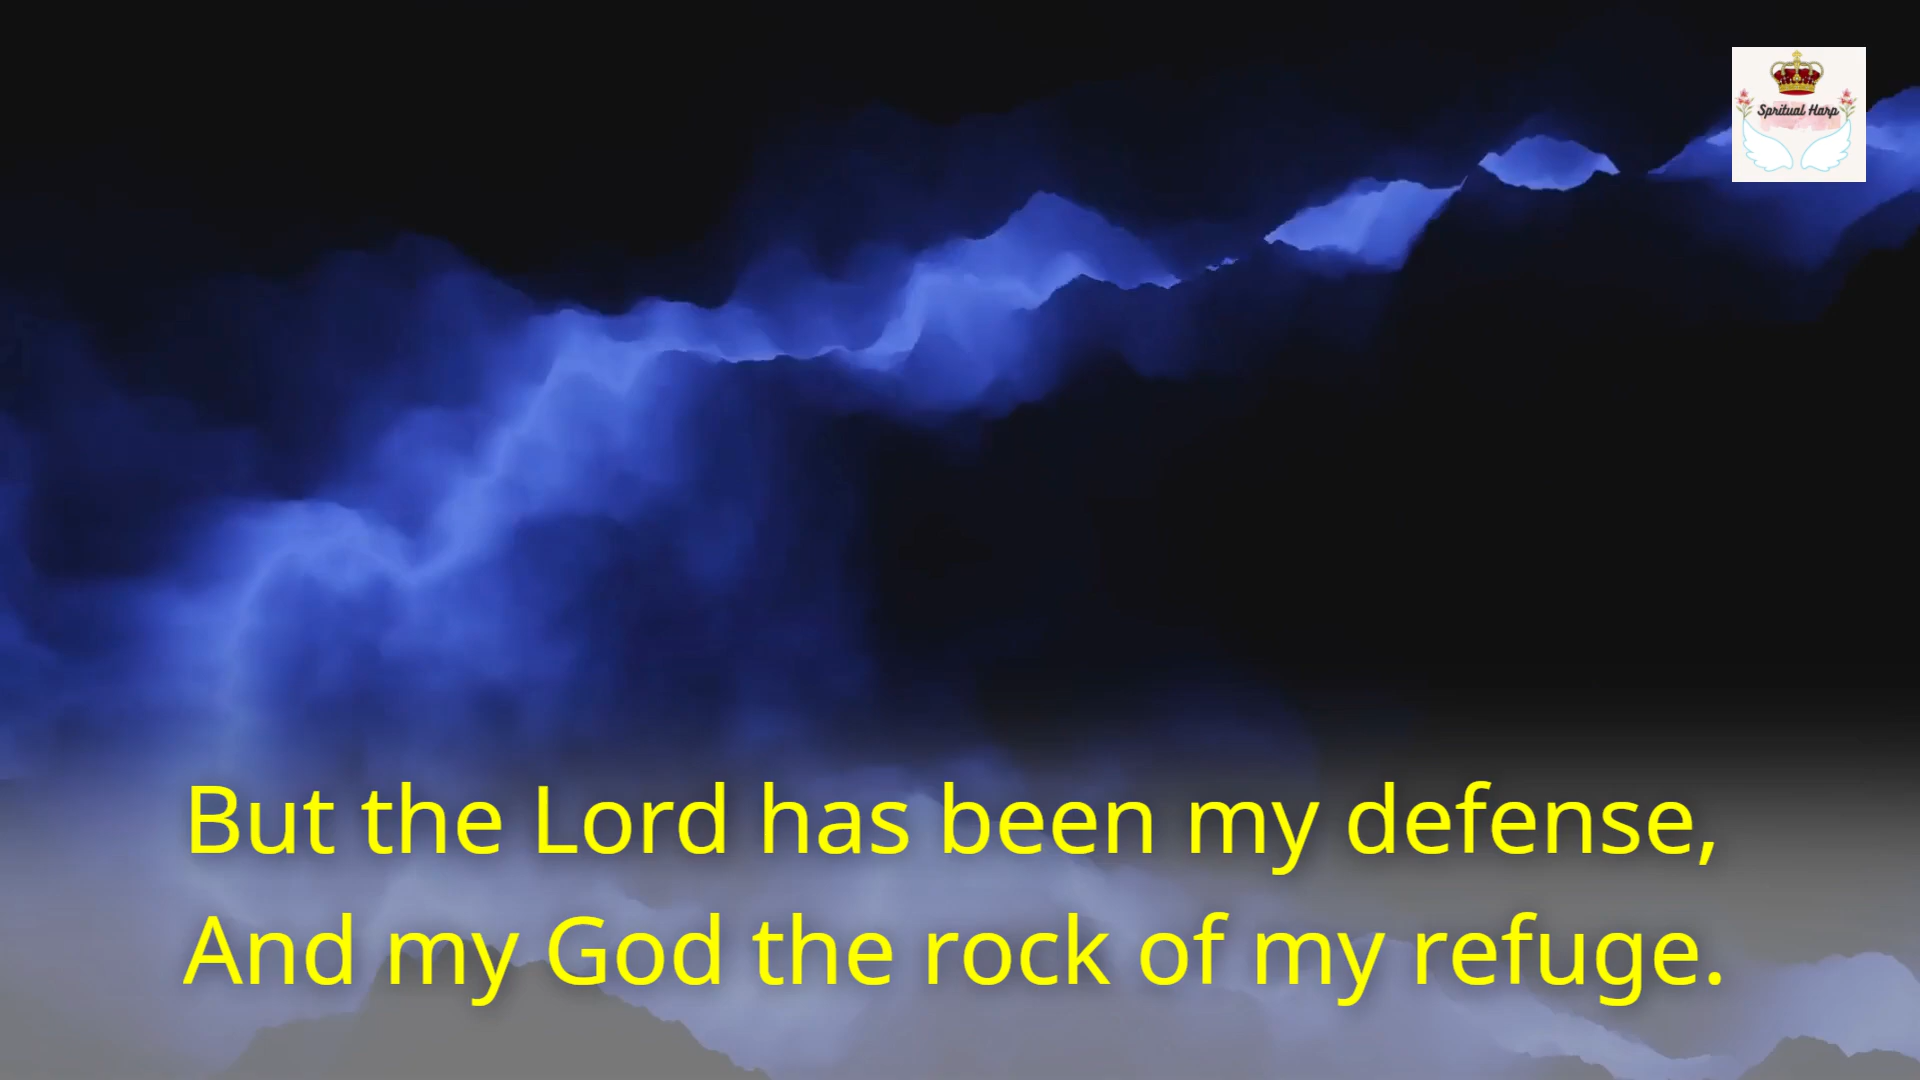 Spritual Harp
But the Lord has been my defense,
And my God the rock of my refuge.